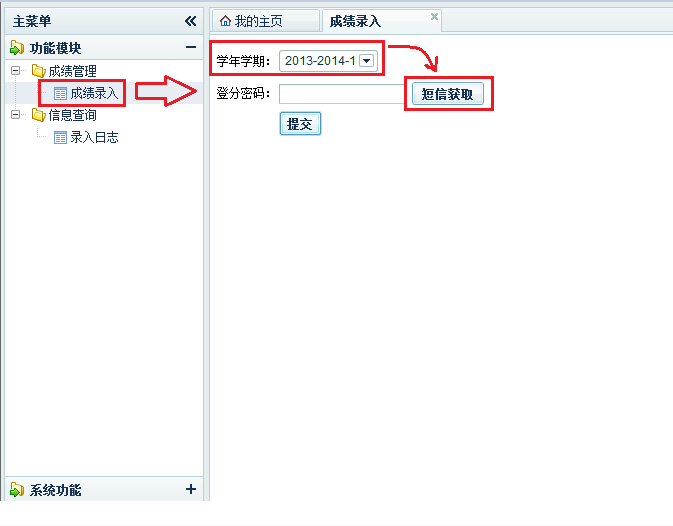 主菜单
功能模块
成绩管理
成绩录入
信息查询
录入日志
系统功能
我的主页
成绩录入
学年学期：
2013-2014-1
登分密码：
短信获取
提交